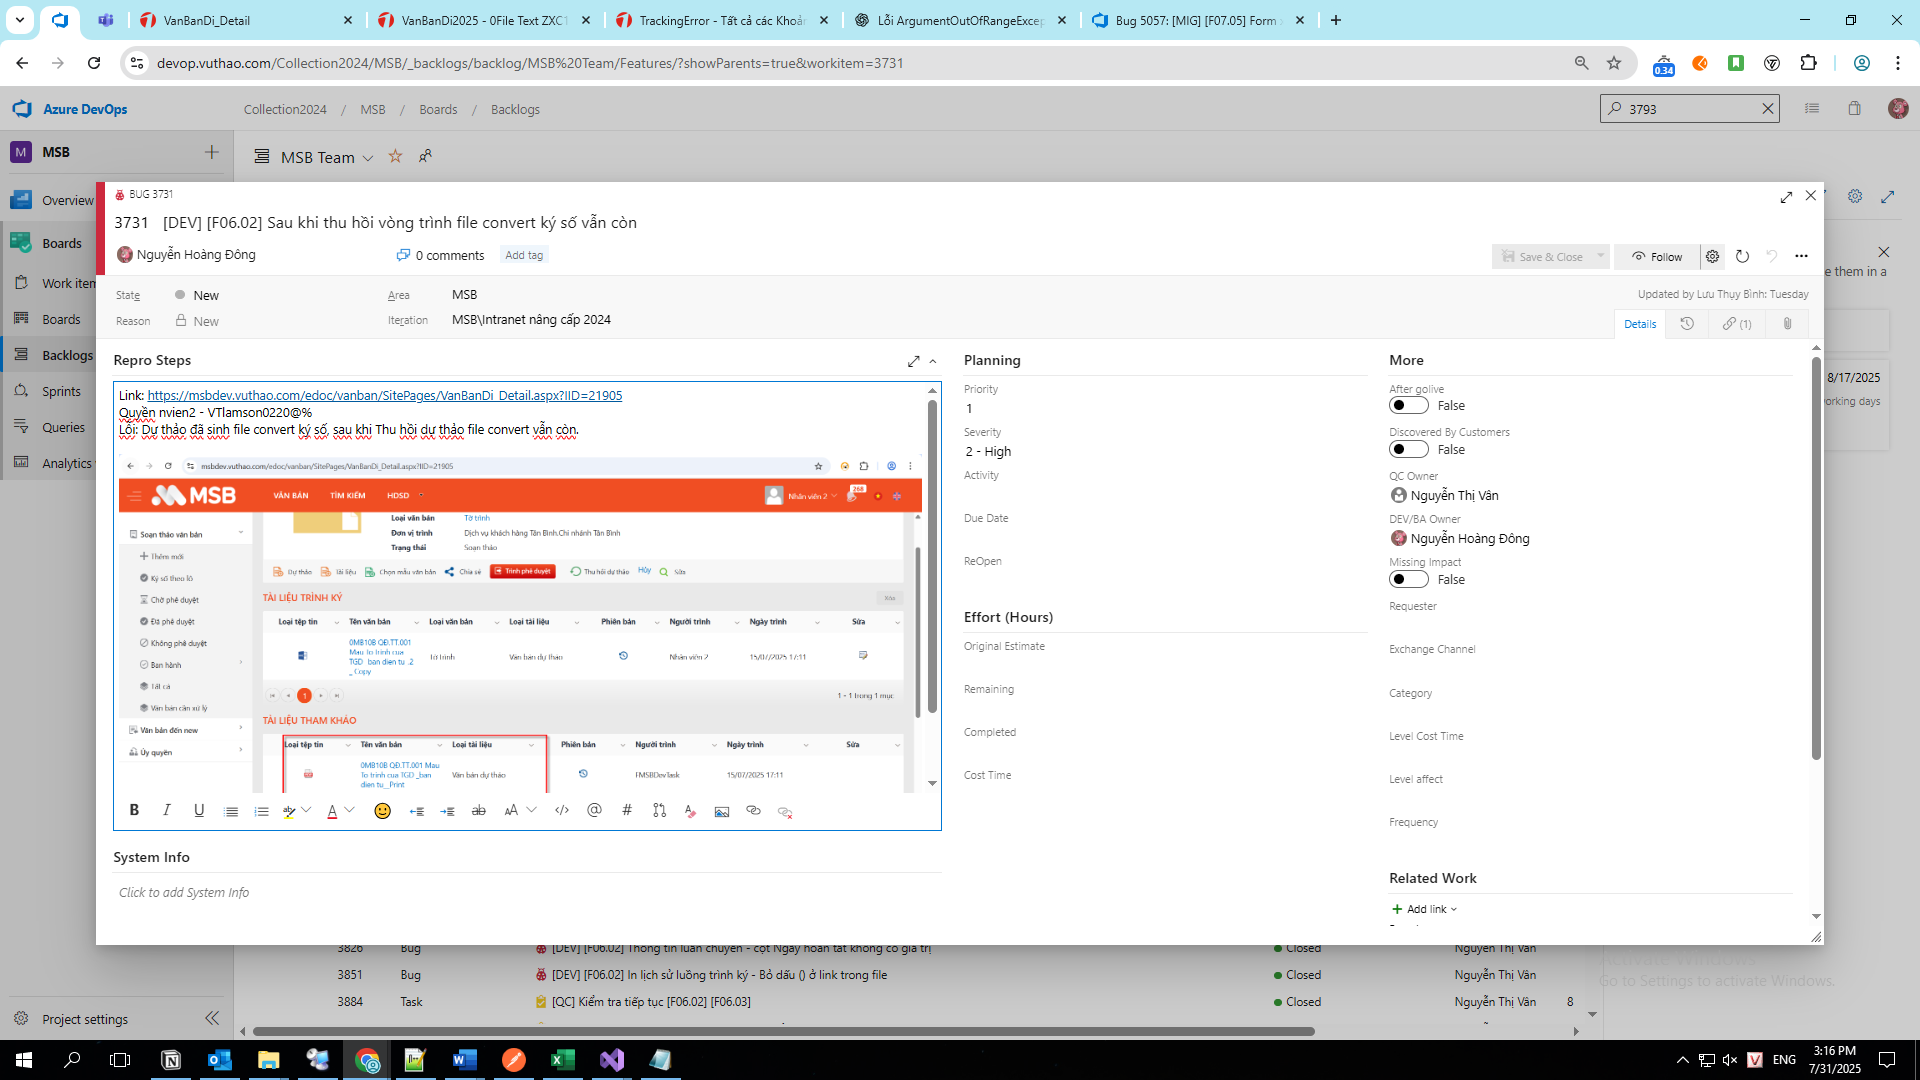 VanBanDi_Detail
VanBanDi2025 - 0File Text ZXC1
TrackingError - Tất cả các Khoản
Lỗi ArgumentOutOfRangeExcep
Bug 5057: [MIG] [F07.05] Form x
devop.vuthao.com/Collection2024/MSB/_backlogs/backlog/MSB%20Team/Features/?showParents=true&workitem=3731
0.34
Azure DevOps
Collection2024 / MSB / Boards / Backlogs
3793
M MSB
MSB Team
Overview
Boards
Work item
Boards
Backlogs
Sprints
Queries
Analytics
Project settings
e them in a
8/17/2025
orking days
BUG 3731
3731 [DEV] [F06.02] Sau khi thu hồi vòng trình file convert ký số vẫn còn
Nguyễn Hoàng Đông
0 comments
Add tag
Save & Close
Follow
State
New
Area
MSB
Updated by Lưu Thụy Bình: Tuesday
Reason
New
Iteration
MSB\Intranet nâng cấp 2024
Details
(1)
Repro Steps
Link: https://msbdev.vuthao.com/edoc/vanban/SitePages/VanBanDi_Detail.aspx?IID=21905
Quyền nvien2 - VTlamson0220@%
Lỗi: Dự thảo đã sinh file convert ký số, sau khi Thu hồi dự thảo file convert vẫn còn.
msbdev.vuthao.com/edoc/vanban/SitePages/VanBanDi_Detail.aspx?IID=21905
MSB
VĂN BẢN
TÌM KIẾM
HDSD
Nhân viên 2
268
Soạn thảo văn bản
Thêm mới
Ký số theo lô
Chờ phê duyệt
Đã phê duyệt
Không phê duyệt
Ban hành
Tất cả
Văn bản cần xử lý
Văn bản đến new
Ủy quyền
Loại văn bản
Tờ trình
Đơn vị trình
Dịch vụ khách hàng Tân Bình.Chi nhánh Tân Bình
Trạng thái
Soạn thảo
Dự thảo
Tài liệu
Chọn mẫu văn bản
Chia sẻ
Trình phê duyệt
Thu hồi dự thảo
Hủy
Sửa
TÀI LIỆU TRÌNH KÝ
Xóa
Loại tệp tin
Tên văn bản
Loại văn bản
Loại tài liệu
Phiên bản
Người trình
Ngày trình
Sửa
0MB10B QĐ.TT.001
Mau To trinh cua
TGD _ban dien tu .2
_ Copy
Tờ trình
Văn bản dự thảo
Nhân viên 2
15/07/2025 17:11
1
1 - 1 trong 1 mục
TÀI LIỆU THAM KHẢO
Loại tệp tin
Tên văn bản
Loại tài liệu
Phiên bản
Người trình
Ngày trình
Sửa
0MB10B QĐ.TT.001 Mau
To trinh cua TGD _ban
dien tu_ Print
Văn bản dự thảo
FMSBDevTask
15/07/2025 17:11
System Info
Click to add System Info
Planning
Priority
1
Severity
2 - High
Activity
Due Date
ReOpen
Effort (Hours)
Original Estimate
Remaining
Completed
Cost Time
More
After golive
False
Discovered By Customers
False
QC Owner
Nguyễn Thị Vân
DEV/BA Owner
Nguyễn Hoàng Đông
Missing Impact
False
Requester
Exchange Channel
Category
Level Cost Time
Level affect
Frequency
Related Work
Add link
3826 Bug [DEV] [F06.02] Thông tin luân chuyển - cột Ngày hoàn tất không có giá trị Closed Nguyễn Thị Vân
3851 Bug [DEV] [F06.02] In lịch sử luồng trình ký - Bỏ dấu () ở link trong file Closed Nguyễn Thị Vân
3884 Task [QC] Kiểm tra tiếp tục [F06.02] [F06.03] Closed Nguyễn Thị Vân 8
Activate Windows
Go to Settings to activate Windows.
ENG
3:16 PM
7/31/2025